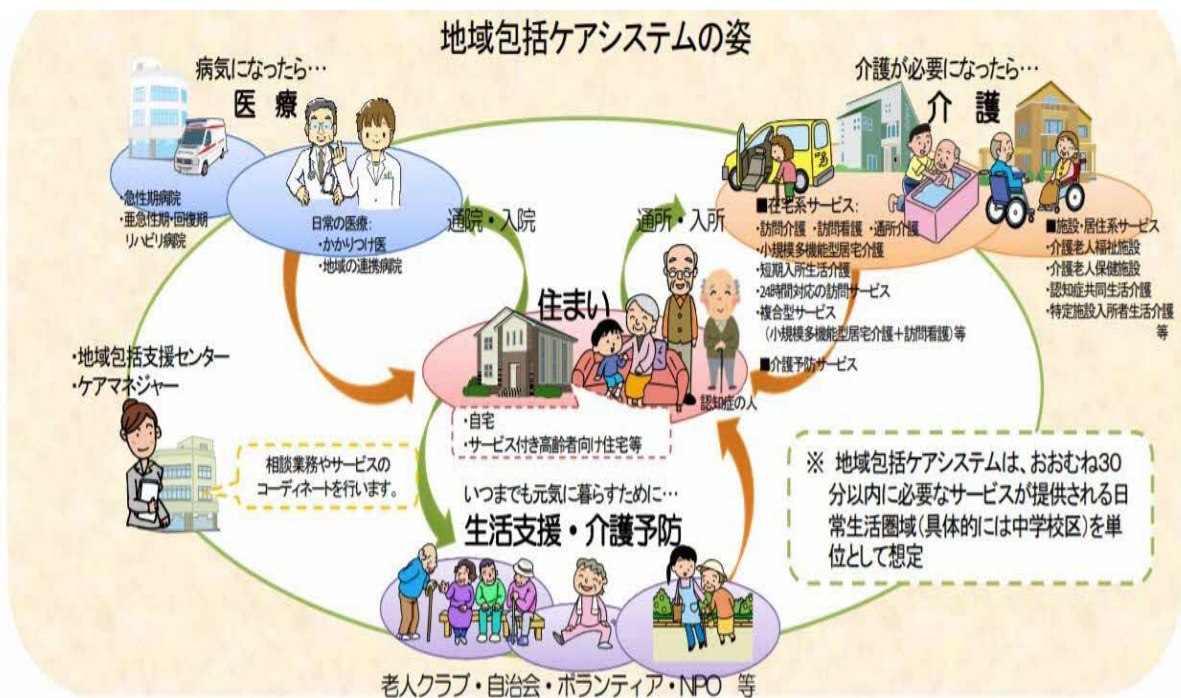 地域包括ケアシステムの姿
病気になったら…
医 療
・急性期病院
・亜急性期・回復期
リハビリ病院
日常の医療:
・かかりつけ医
・地域の連携病院
通院・入院
通所・入所
介護が必要になったら…
介 護
■在宅系サービス:
・訪問介護 ・訪問看護 ・通所介護
・小規模多機能型居宅介護
・短期入所生活介護
・24時間対応の訪問サービス
・複合型サービス
(小規模多機能型居宅介護+訪問看護)等
■介護予防サービス
■施設・居住系サービス
・介護老人福祉施設
・介護老人保健施設
・認知症共同生活介護
・特定施設入所者生活介護
等
住まい
認知症の人
・自宅
・サービス付き高齢者向け住宅等
・地域包括支援センター
・ケアマネジャー
相談業務やサービスの
コーディネートを行います。
いつまでも元気に暮らすために…
生活支援・介護予防
老人クラブ・自治会・ボランティア・NPO 等
※ 地域包括ケアシステムは、おおむね30
分以内に必要なサービスが提供される日
常生活圏域(具体的には中学校区)を単
位として想定